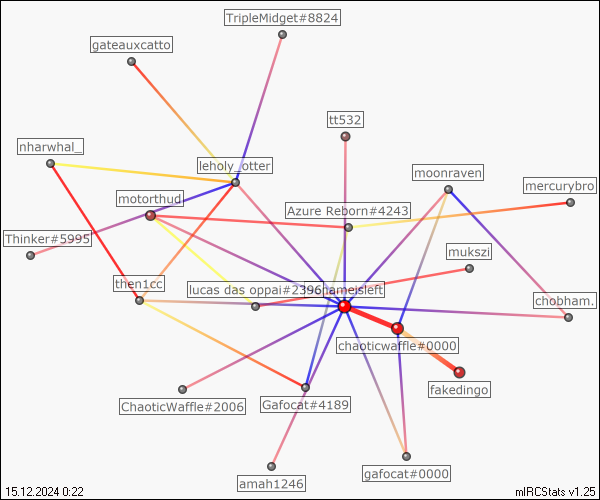 TripleMidget#8824
gateauxcatto
tt532
nharwhal_
leholy_otter
moonraven
mercurybro
motorthud
Azure Reborn#4243
Thinker#5995
mukszi
then1cc
lucas das oppai#2396
nameisleft
chobham.
chaoticwaffle#0000
fakedingo
ChaoticWaffle#2006
Gafocat#4189
gafocat#0000
amah1246
15.12.2024 0:22
mIRCStats v1.25